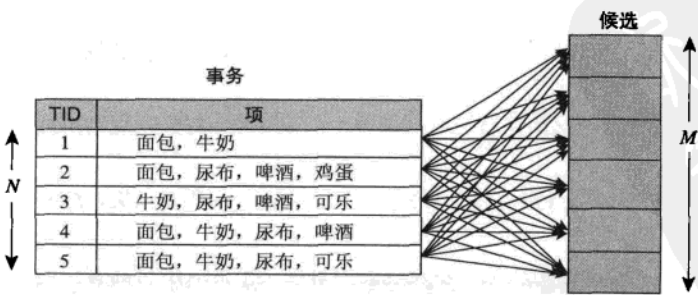 候选
事务
TID 项
1 面包，牛奶
2 面包，尿布，啤酒，鸡蛋
3 牛奶，尿布，啤酒，可乐
4 面包，牛奶，尿布，啤酒
5 面包，牛奶，尿布，可乐
N
M